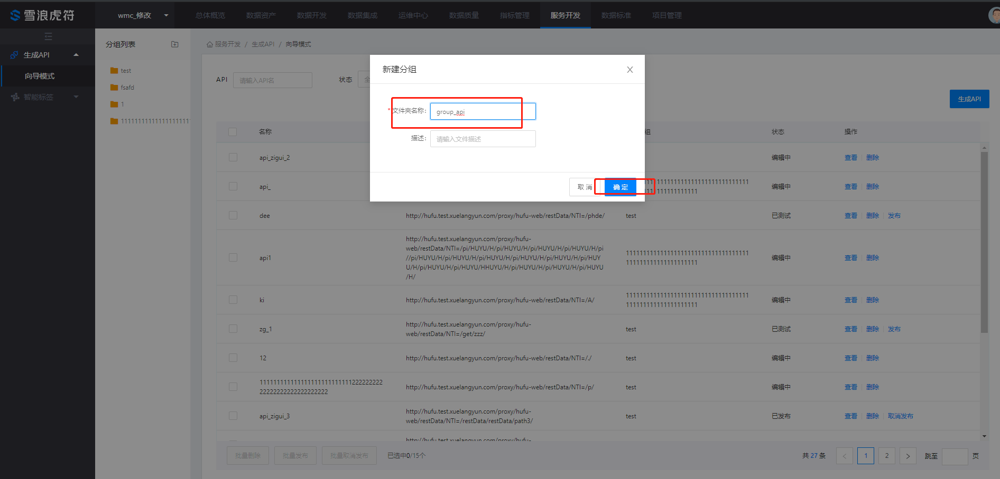 雪浪虎符
wmc_修改
总体概览
数据资产
数据开发
数据集成
运维中心
数据质量
指标管理
服务开发
数据标准
项目管理
生成API
向导模式
智能标签
分组列表
test
fsafd
1
服务开发 / 生成API / 向导模式
API
请输入API名
状态
全
生成API
新建分组
* 文件夹名称:
group_api
描述:
请输入文件描述
取消
确定
名称
组
状态
操作
api_zigui_2
编辑中
查看
删除
api_
编辑中
查看
删除
dee
http://hufu.test.xuelangyun.com/proxy/hufu-web/restData/NTI=/phde/
test
已测试
查看
删除
发布
api1
http://hufu.test.xuelangyun.com/proxy/hufu-
web/restData/NTI=/pi/HUYU/H/pi/HUYU/H/pi/HUYU/H/pi/HUYU/H/pi
//pi/HUYU/H/pi/HUYU/H/pi/HUYU/H/pi/HUYU/H/pi/HUYU/H/pi/HUY
U/H/pi/HUYU/H/pi/HUYU/HHUYU/H/pi/HUYU/H/pi/HUYU/H/pi/HUYU
/H/
编辑中
查看
删除
ki
http://hufu.test.xuelangyun.com/proxy/hufu-web/restData/NTI=/A/
编辑中
查看
删除
zg_1
http://hufu.test.xuelangyun.com/proxy/hufu-
web/restData/NTI=/get/zzz/
test
已测试
查看
删除
发布
12
http://hufu.test.xuelangyun.com/proxy/hufu-web/restData/NTI=/./
test
编辑中
查看
删除
http://hufu.test.xuelangyun.com/proxy/hufu-web/restData/NTI=/p/
test
编辑中
查看
删除
api_zigui_3
http://hufu.test.xuelangyun.com/proxy/hufu-
web/restData/NTI=/restData/restData/path3/
test
已发布
查看
删除
取消发布
http://hufu.test.xuelangyun.com/proxy/hufu-
批量删除
批量发布
批量取消发布
已选中0/15个
共 27 条
<
1
2
>
跳至
页